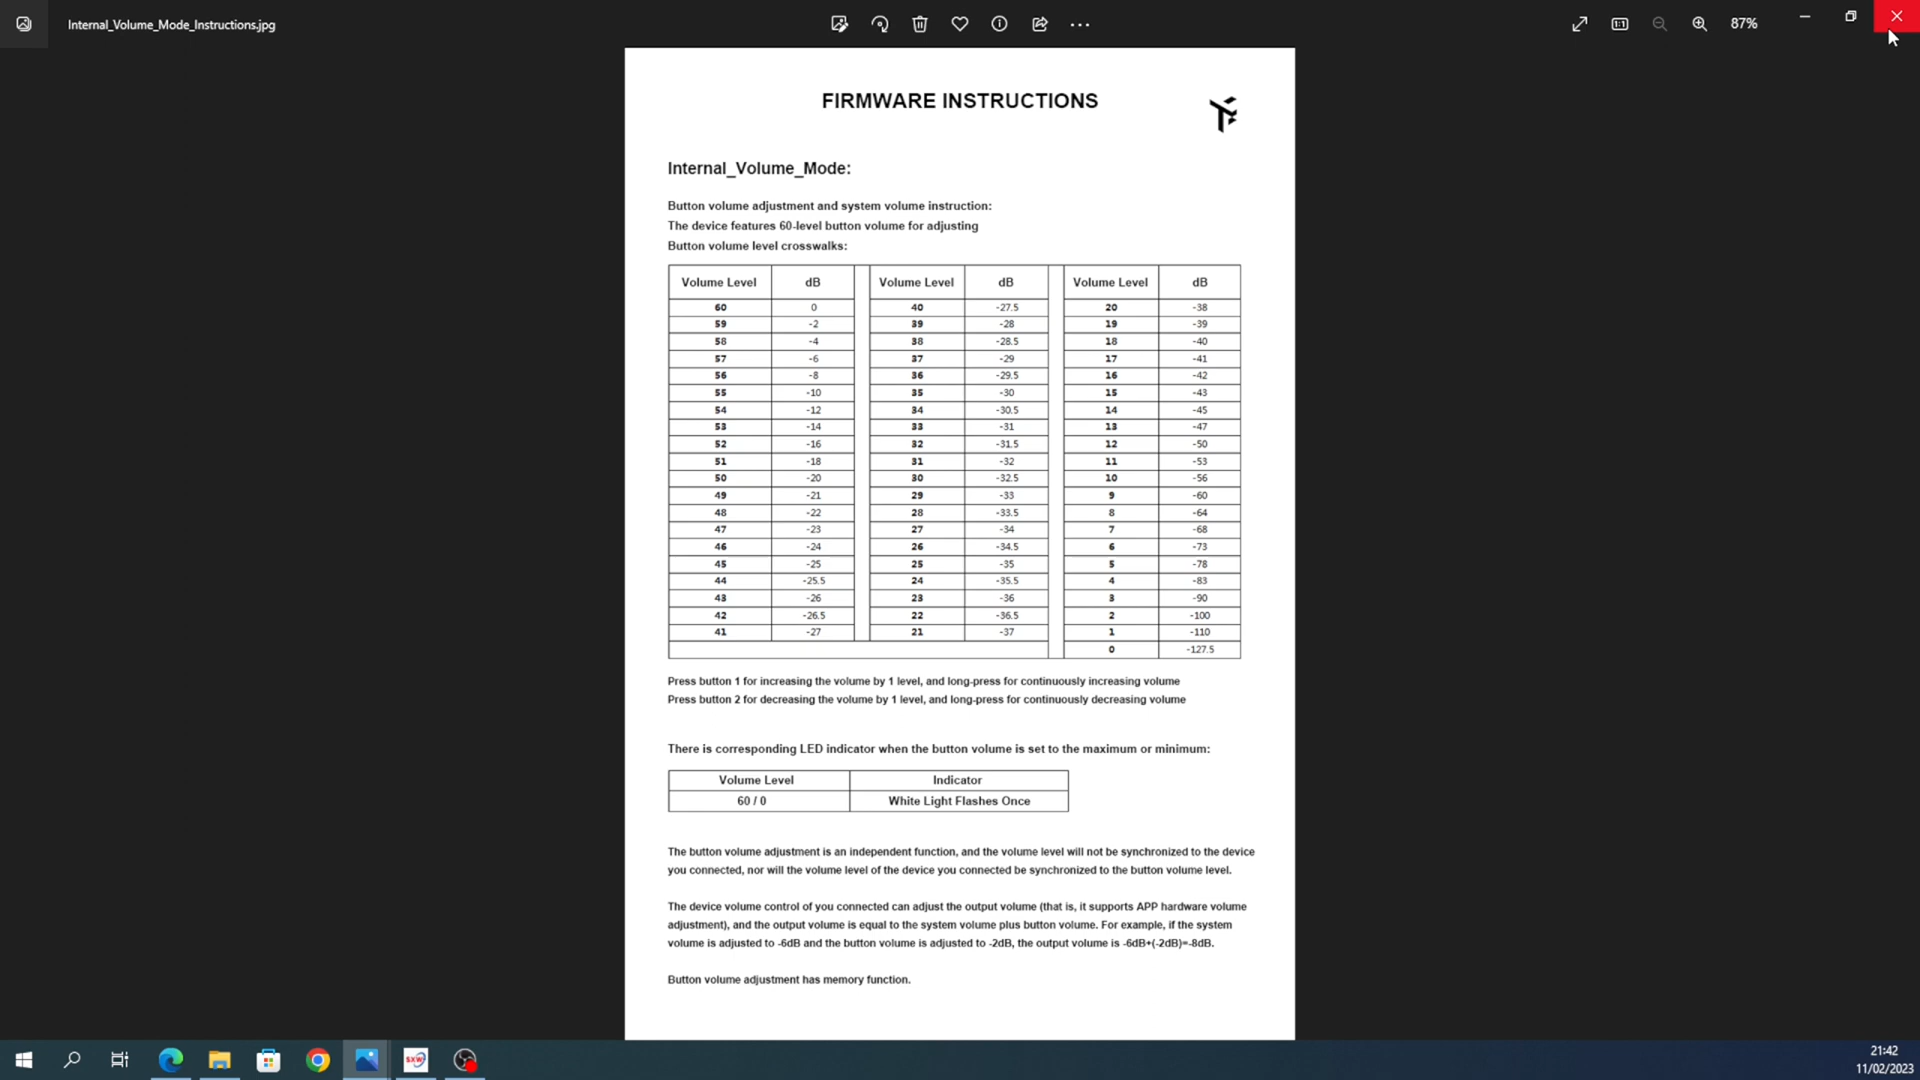 Internal_Volume_Mode_Instructions.jpg
87%
FIRMWARE INSTRUCTIONS
Internal_Volume_Mode:
Button volume adjustment and system volume instruction:
The device features 60-level button volume for adjusting
Button volume level crosswalks:
Volume Level dB Volume Level dB Volume Level dB
60 0 40 -27.5 20 -38
59 -2 39 -28 19 -39
58 -4 38 -28.5 18 -40
57 -6 37 -29 17 -41
56 -8 36 -29.5 16 -42
55 -10 35 -30 15 -43
54 -12 34 -30.5 14 -45
53 -14 33 -31 13 -47
52 -16 32 -31.5 12 -50
51 -18 31 -32 11 -53
50 -20 30 -32.5 10 -56
49 -21 29 -33 9 -60
48 -22 28 -33.5 8 -64
47 -23 27 -34 7 -68
46 -24 26 -34.5 6 -73
45 -25 25 -35 5 -78
44 -25.5 24 -35.5 4 -83
43 -26 23 -36 3 -90
42 -26.5 22 -36.5 2 -100
41 -27 21 -37 1 -110
0 -127.5
Press button 1 for increasing the volume by 1 level, and long-press for continuously increasing volume
Press button 2 for decreasing the volume by 1 level, and long-press for continuously decreasing volume
There is corresponding LED indicator when the button volume is set to the maximum or minimum:
Volume Level Indicator
60 / 0 White Light Flashes Once
The button volume adjustment is an independent function, and the volume level will not be synchronized to the device
you connected, nor will the volume level of the device you connected be synchronized to the button volume level.
The device volume control of you connected can adjust the output volume (that is, it supports APP hardware volume
adjustment), and the output volume is equal to the system volume plus button volume. For example, if the system
volume is adjusted to -6dB and the button volume is adjusted to -2dB, the output volume is -6dB+(-2dB)=-8dB.
Button volume adjustment has memory function.
SXW
21:42
11/02/2023